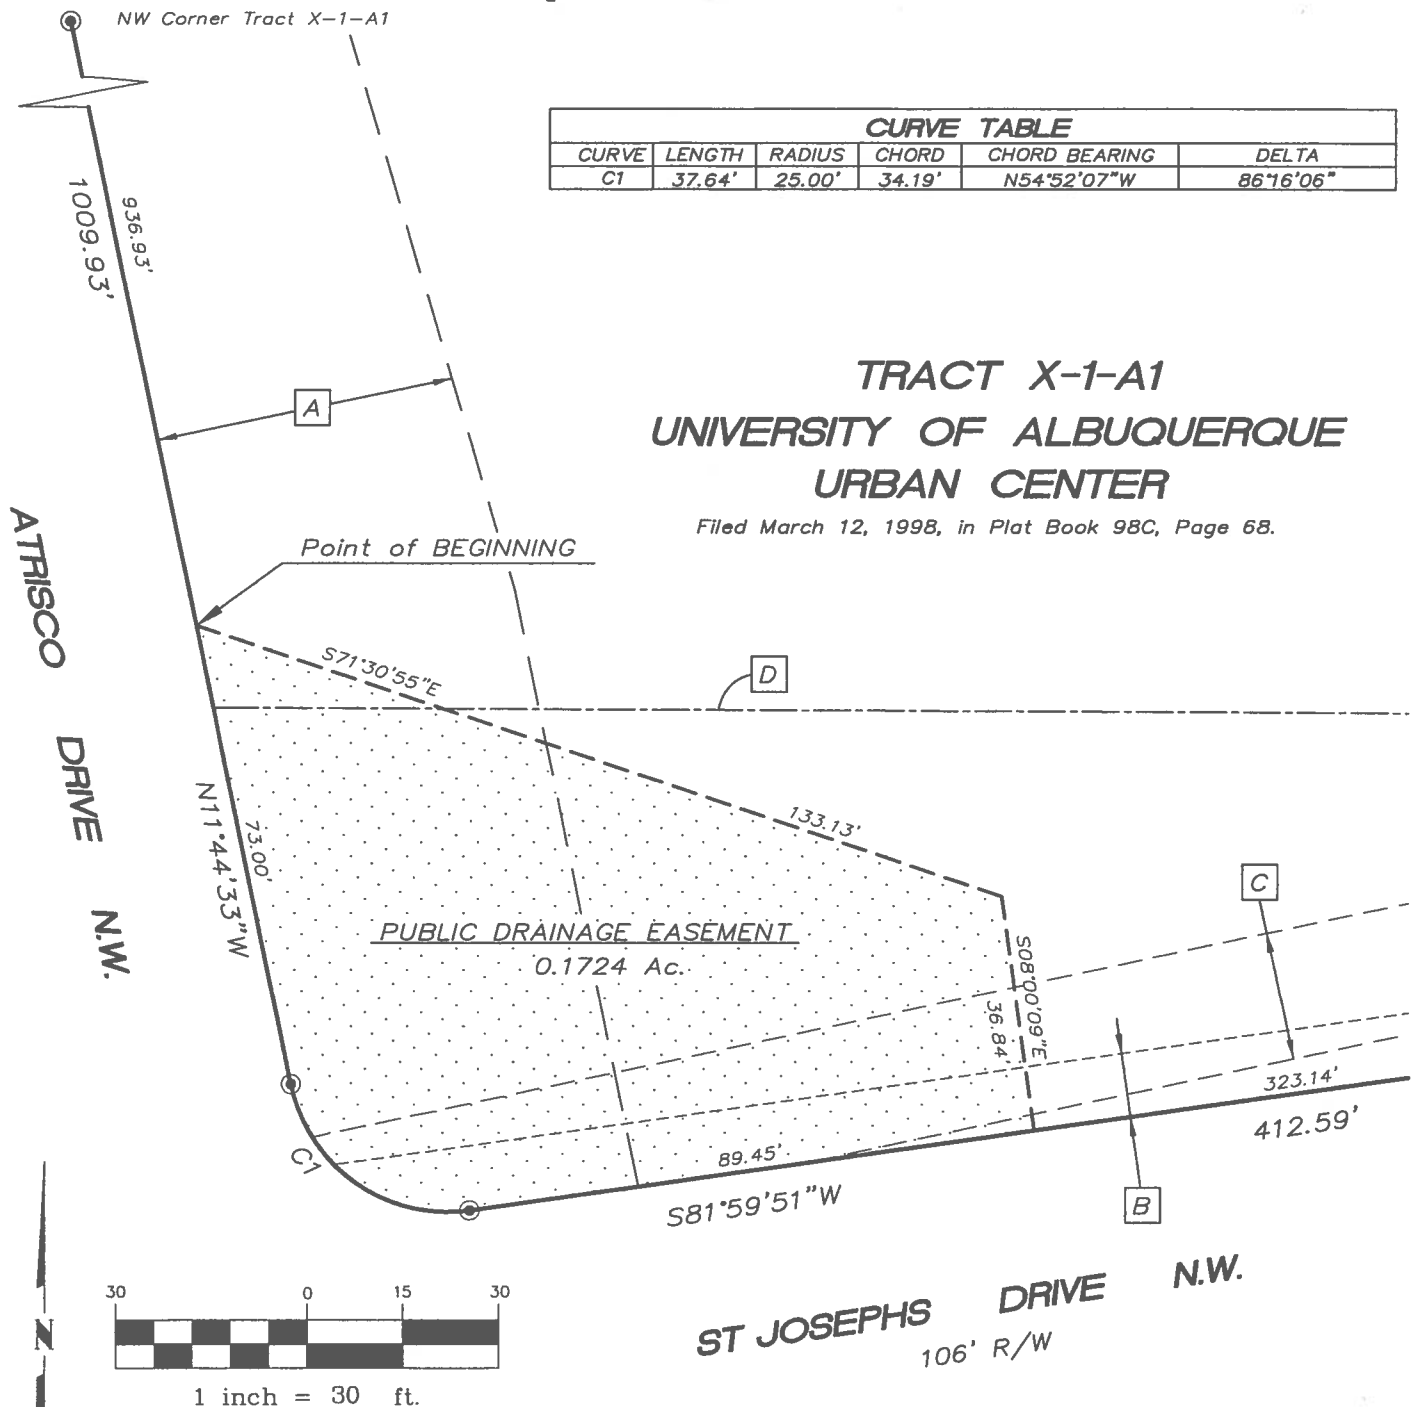 NW Corner Tract X-1-A1
CURVE TABLE
CURVE LENGTH RADIUS CHORD CHORD BEARING DELTA
C1 37.64' 25.00' 34.19' N54°52'07"W 86°16'06"
936.93'
1009.93'
A
TRACT X-1-A1
UNIVERSITY OF ALBUQUERQUE
URBAN CENTER
Filed March 12, 1998, in Plat Book 98C, Page 68.
Point of BEGINNING
ATRISCO DRIVE N.W.
S71°30'55"E
D
133.13'
N11°44'33"W
73.00'
C
PUBLIC DRAINAGE EASEMENT
0.1724 Ac.
S08°00'09"E
36.84'
323.14'
412.59'
C1
89.45'
S81°59'51"W
B
ST JOSEPHS DRIVE N.W.
106' R/W
30 0 15 30
1 inch = 30 ft.
N